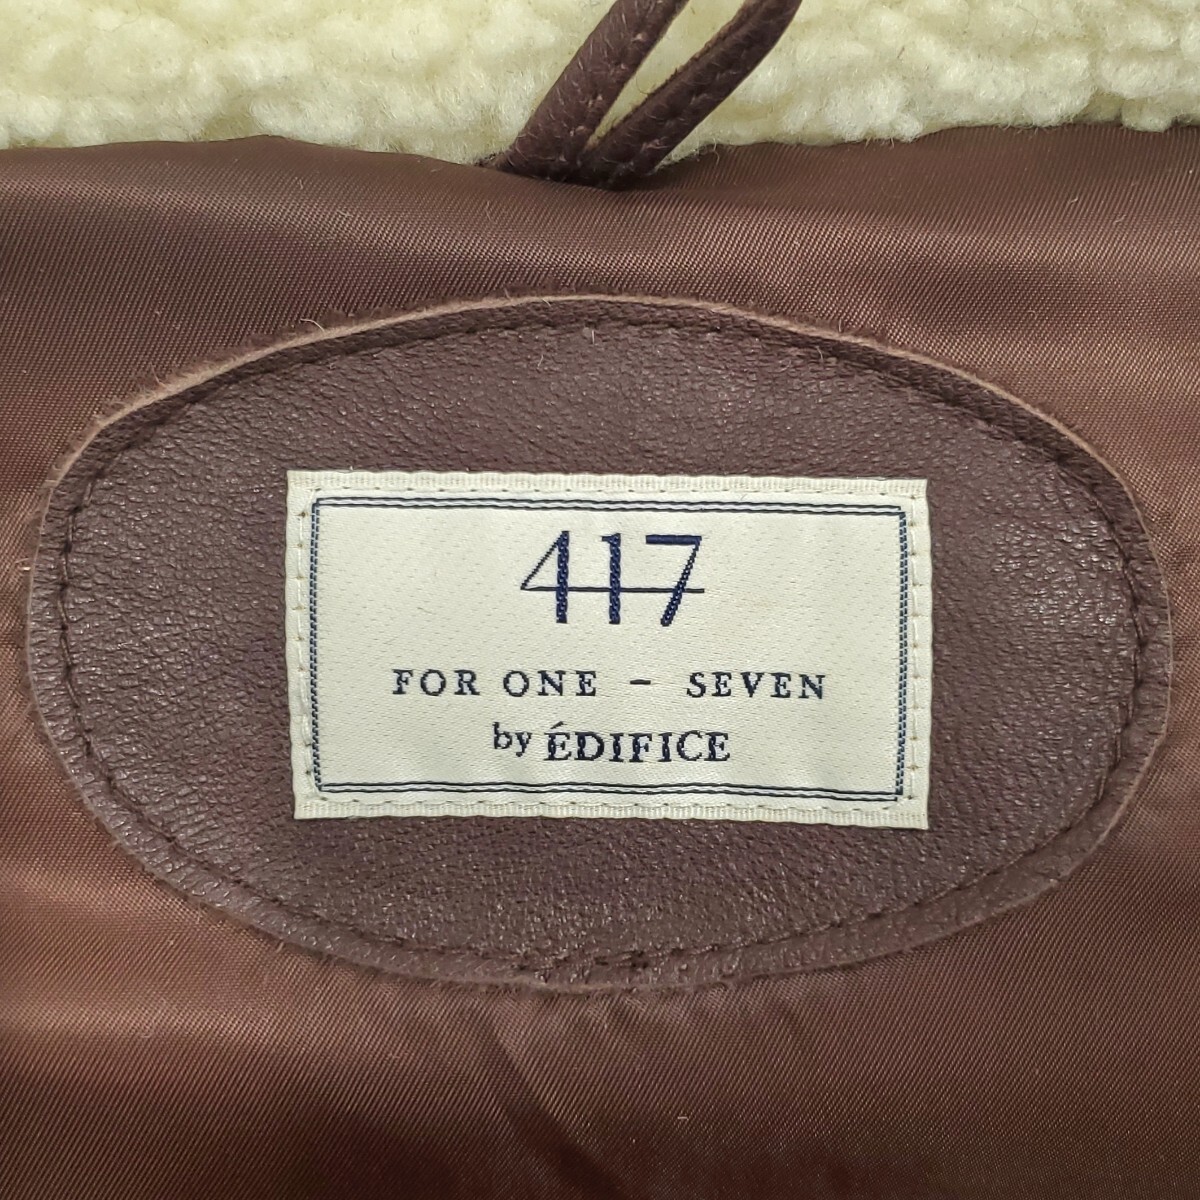 417
FOR ONE - SEVEN
by ÉDIFICE